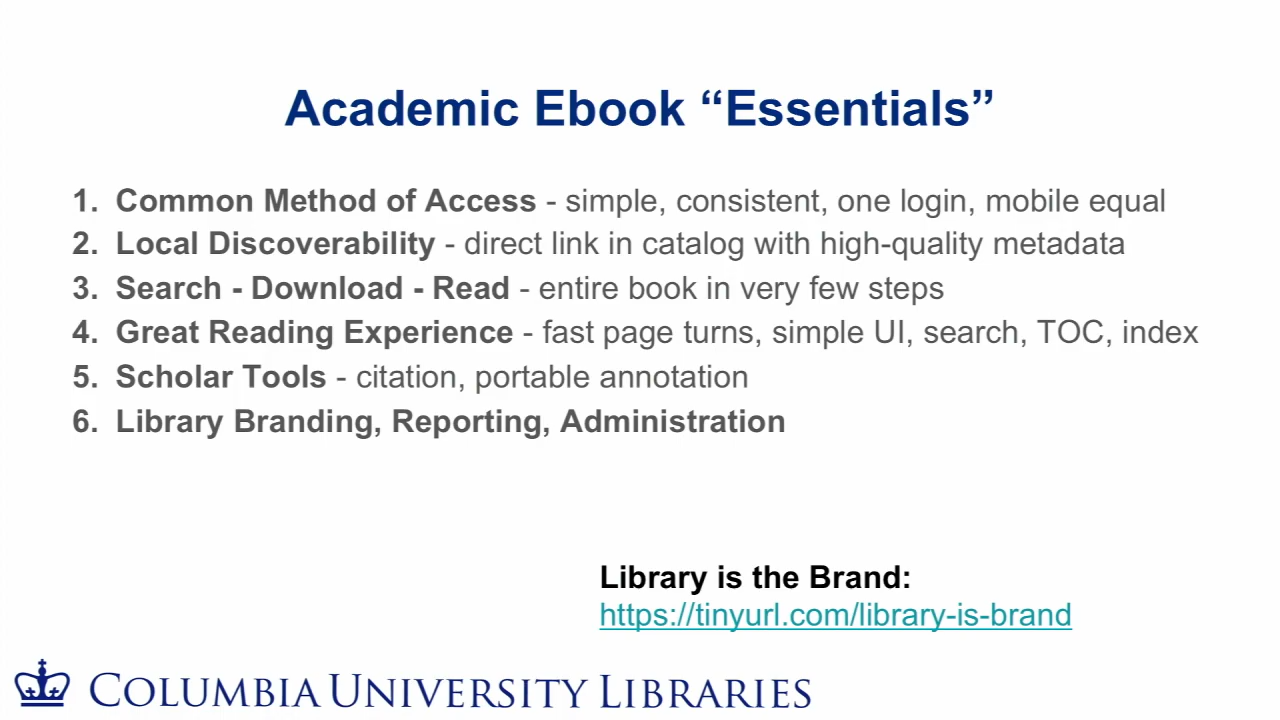 Academic Ebook “Essentials”
1. Common Method of Access - simple, consistent, one login, mobile equal
2. Local Discoverability - direct link in catalog with high-quality metadata
3. Search - Download - Read - entire book in very few steps
4. Great Reading Experience - fast page turns, simple UI, search, TOC, index
5. Scholar Tools - citation, portable annotation
6. Library Branding, Reporting, Administration
Library is the Brand:
https://tinyurl.com/library-is-brand
COLUMBIA UNIVERSITY LIBRARIES